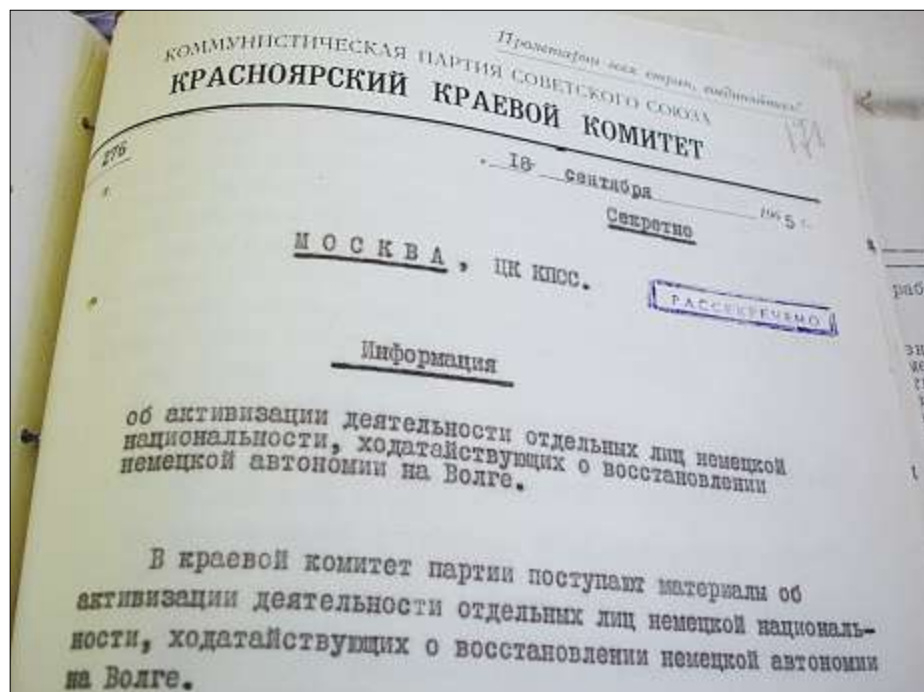 Пролетарии всех стран, соединяйтесь!
КОММУНИСТИЧЕСКАЯ ПАРТИЯ СОВЕТСКОГО СОЮЗА
КРАСНОЯРСКИЙ КРАЕВОЙ КОМИТЕТ
276
18 сентября 1965 г.
Секретно
МОСКВА, ЦК КПСС.
РАССЕКРЕЧЕНО
Информация
об активизации деятельности отдельных лиц немецкой
национальности, ходатайствующих о восстановлении
немецкой автономии на Волге.
В краевой комитет партии поступают материалы об
активизации деятельности отдельных лиц немецкой националь-
ности, ходатайствующих о восстановлении немецкой автономии
на Волге.